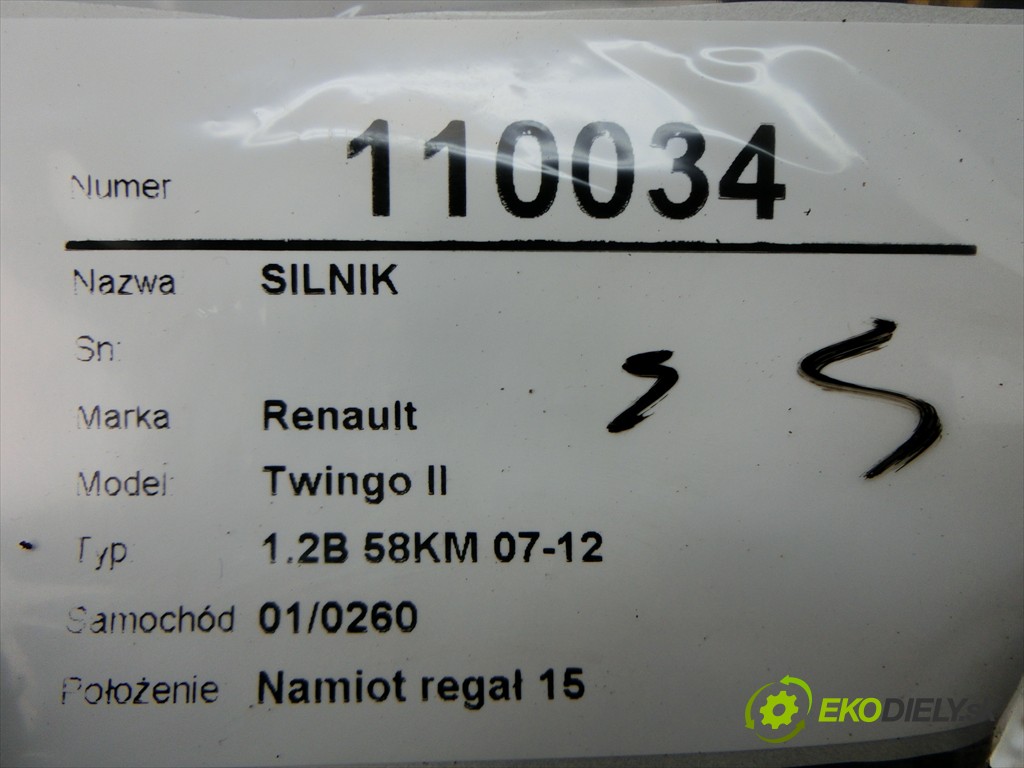 Numer 110034
Nazwa SILNIK
Sn:
Marka Renault
Model: Twingo II
Typ 1.2B 58KM 07-12
Samochód 01/0260
Położenie Namiot regał 15
EKODIELY.sk